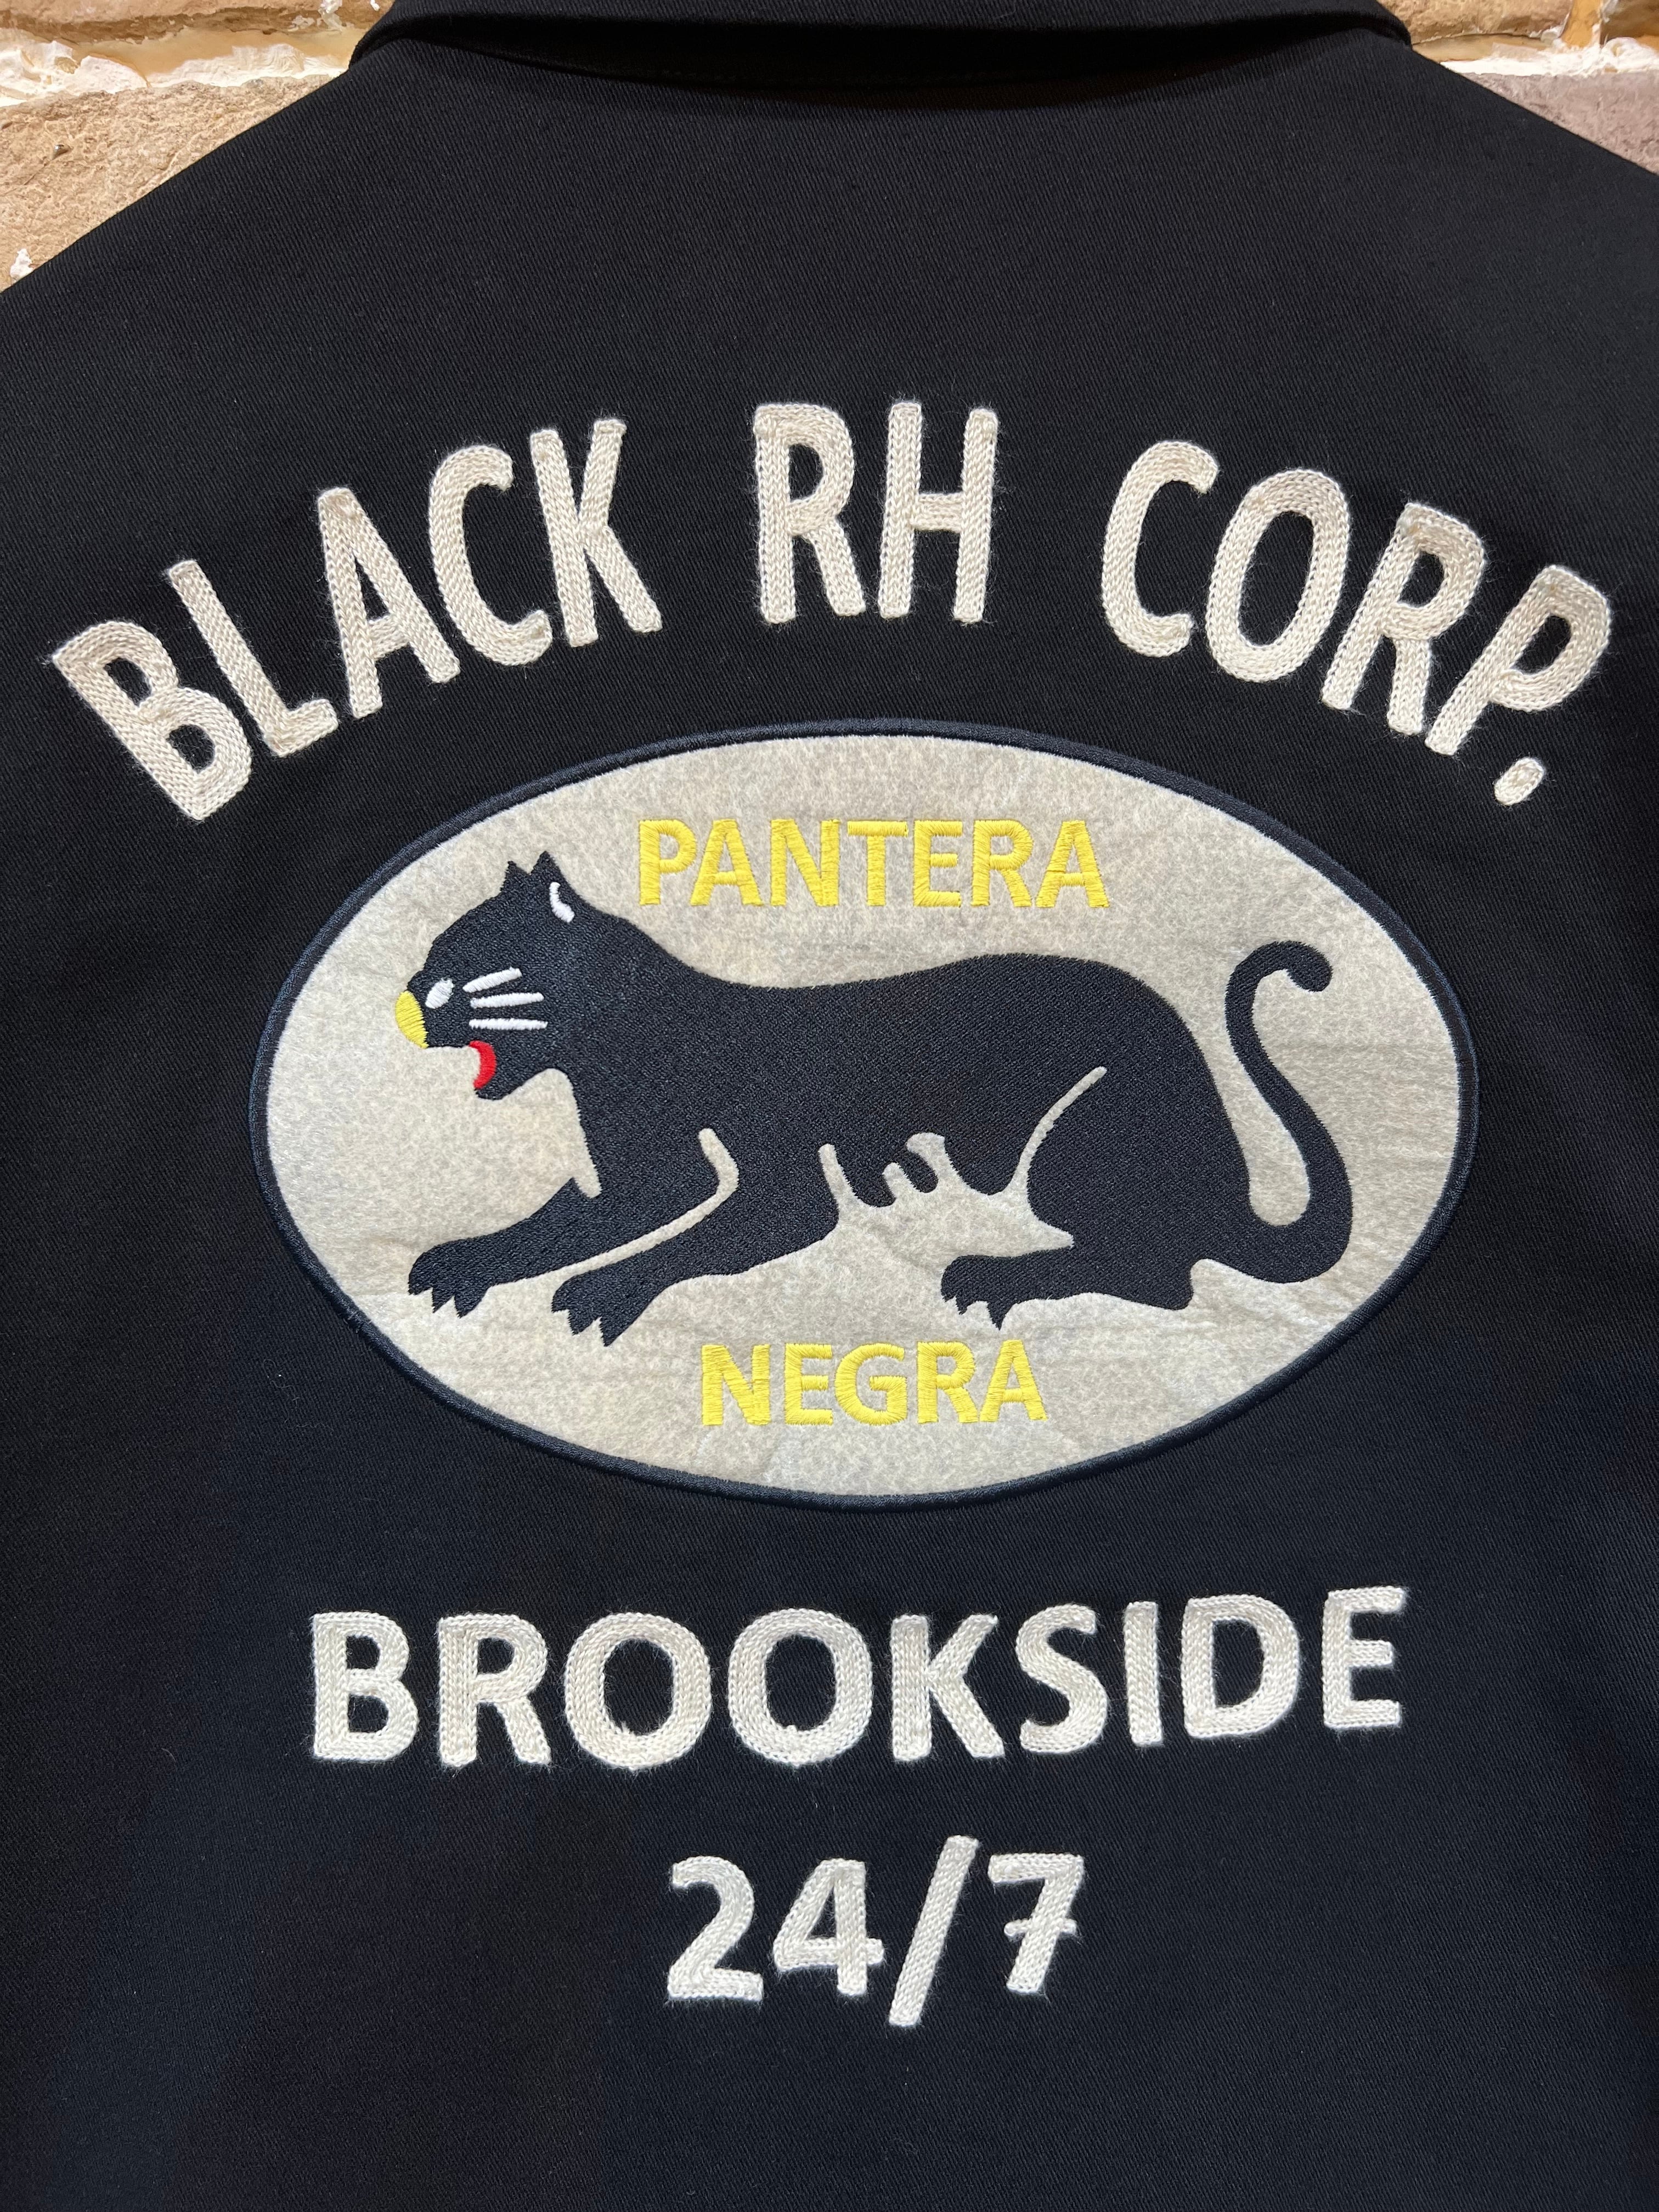 BLACK RH CORP.
PANTERA
NEGRA
BROOKSIDE
24/7